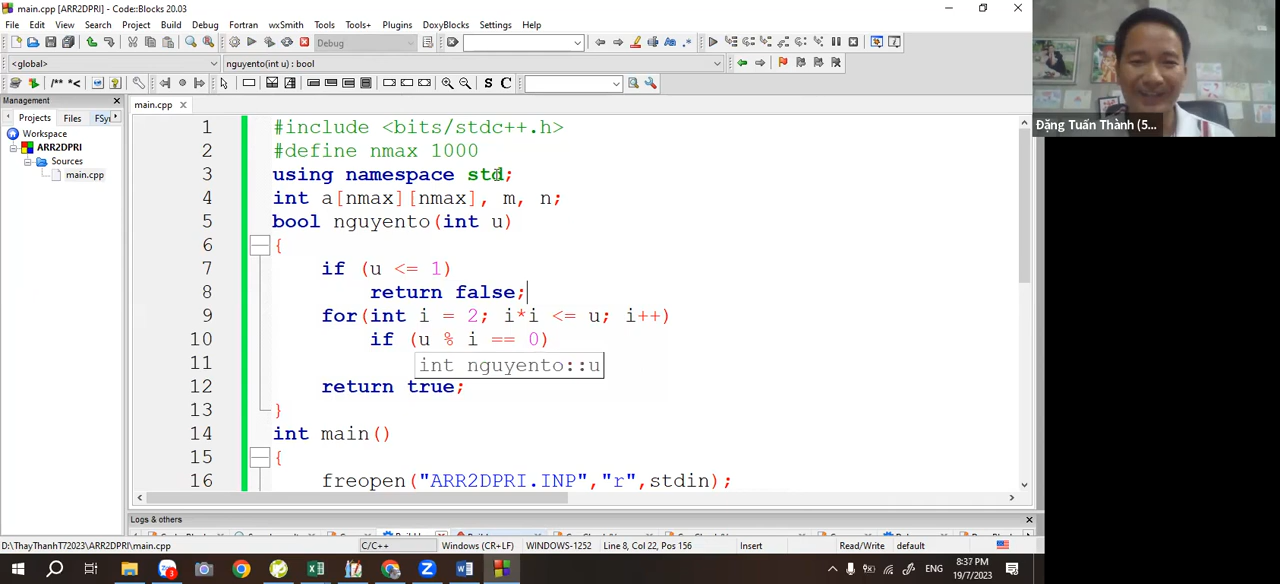 main.cpp [ARR2DPRI] - Code::Blocks 20.03
File Edit View Search Project Build Debug Fortran wxSmith Tools Tools+ Plugins DoxyBlocks Settings Help
Debug
<global> nguyento(int u) : bool
/** *< S C
Management
Projects Files FSy
Workspace
ARR2DPRI
Sources
main.cpp
main.cpp
1 #include <bits/stdc++.h>
2 #define nmax 1000
3 using namespace std;
4 int a[nmax][nmax], m, n;
5 bool nguyento(int u)
6 {
7 if (u <= 1)
8 return false;
9 for(int i = 2; i*i <= u; i++)
10 if (u % i == 0)
11 int nguyento::u
12 return true;
13 }
14 int main()
15 {
16 freopen("ARR2DPRI.INP","r",stdin);
Logs & others
D:\ThayThanhT72023\ARR2DPRI\main.cpp C/C++ Windows (CR+LF) WINDOWS-1252 Line 8, Col 22, Pos 156 Insert Read/Write default
ENG 8:37 PM 19/7/2023
Đặng Tuấn Thành (5...